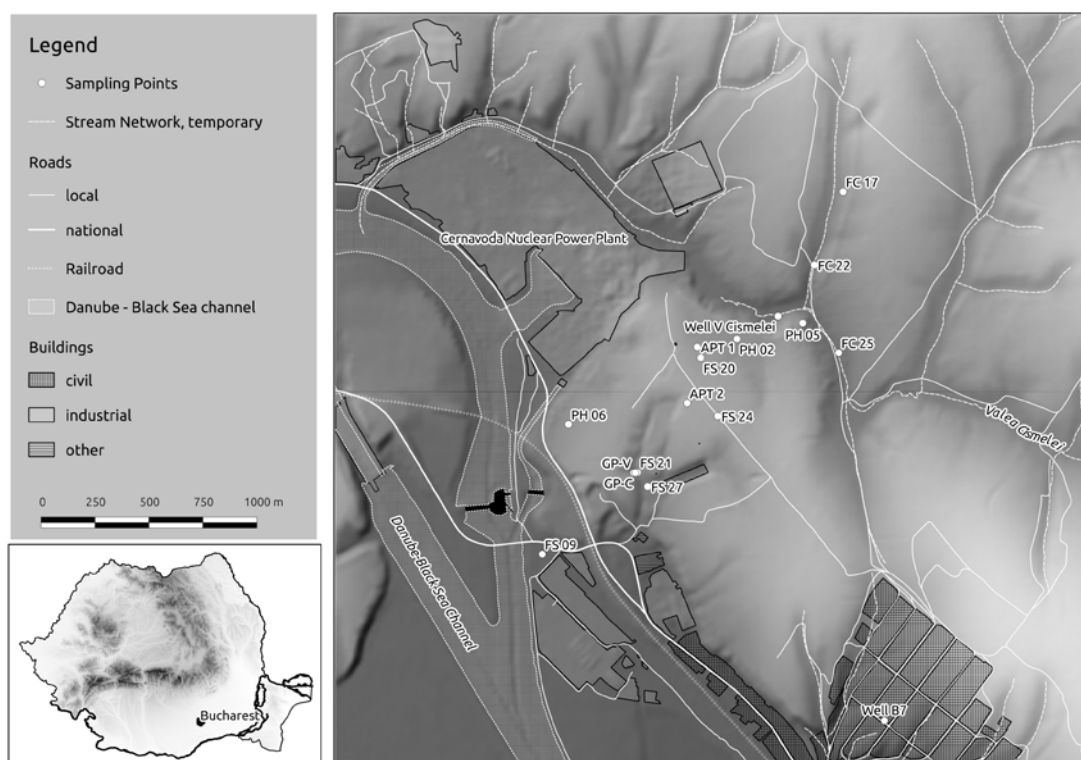 Legend
Sampling Points
Stream Network, temporary
Roads
local
national
Railroad
Danube - Black Sea channel
Buildings
civil
industrial
other
0 250 500 750 1000 m
Bucharest
FC 17
Cernavoda Nuclear Power Plant
FC 22
Well V Cismelei
PH 05
APT 1
PH 02
FC 25
FS 20
APT 2
PH 06
FS 24
Valea Cismelei
GP-V
FS 21
GP-C
FS 27
FS 09
Danube-Black Sea Channel
Well B7